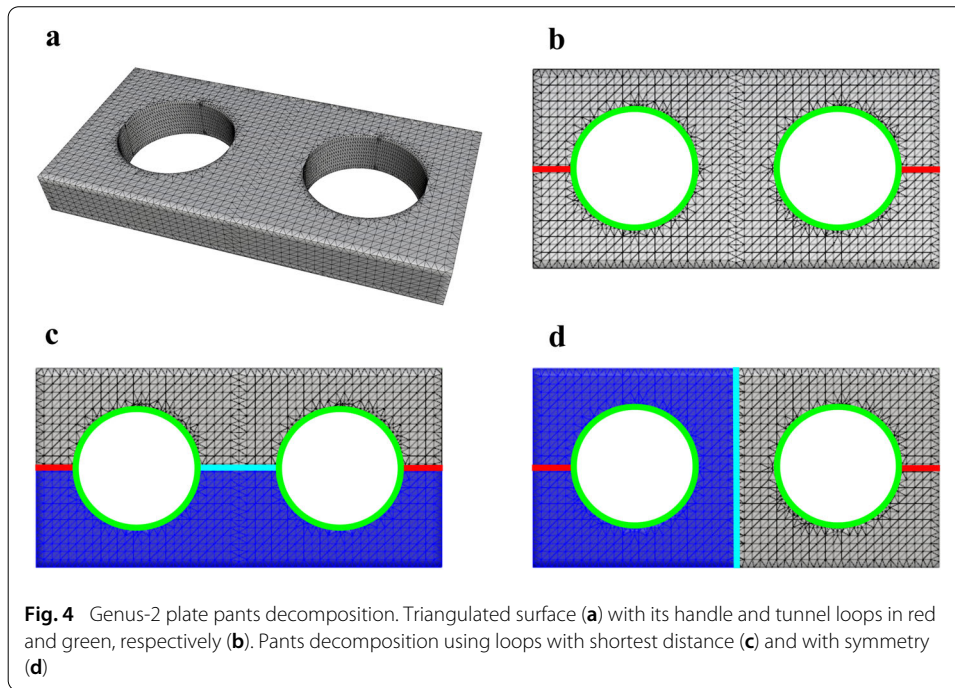 a
b
c
d
Fig. 4 Genus-2 plate pants decomposition. Triangulated surface (a) with its handle and tunnel loops in red
and green, respectively (b). Pants decomposition using loops with shortest distance (c) and with symmetry
(d)